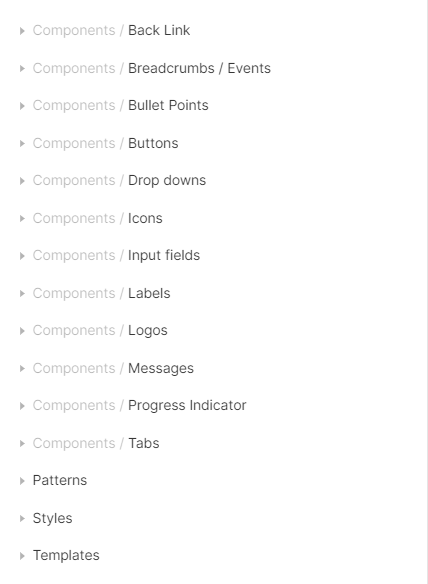 Components / Back Link
Components / Breadcrumbs / Events
Components / Bullet Points
Components / Buttons
Components / Drop downs
Components / Icons
Components / Input fields
Components / Labels
Components / Logos
Components / Messages
Components / Progress Indicator
Components / Tabs
Patterns
Styles
Templates